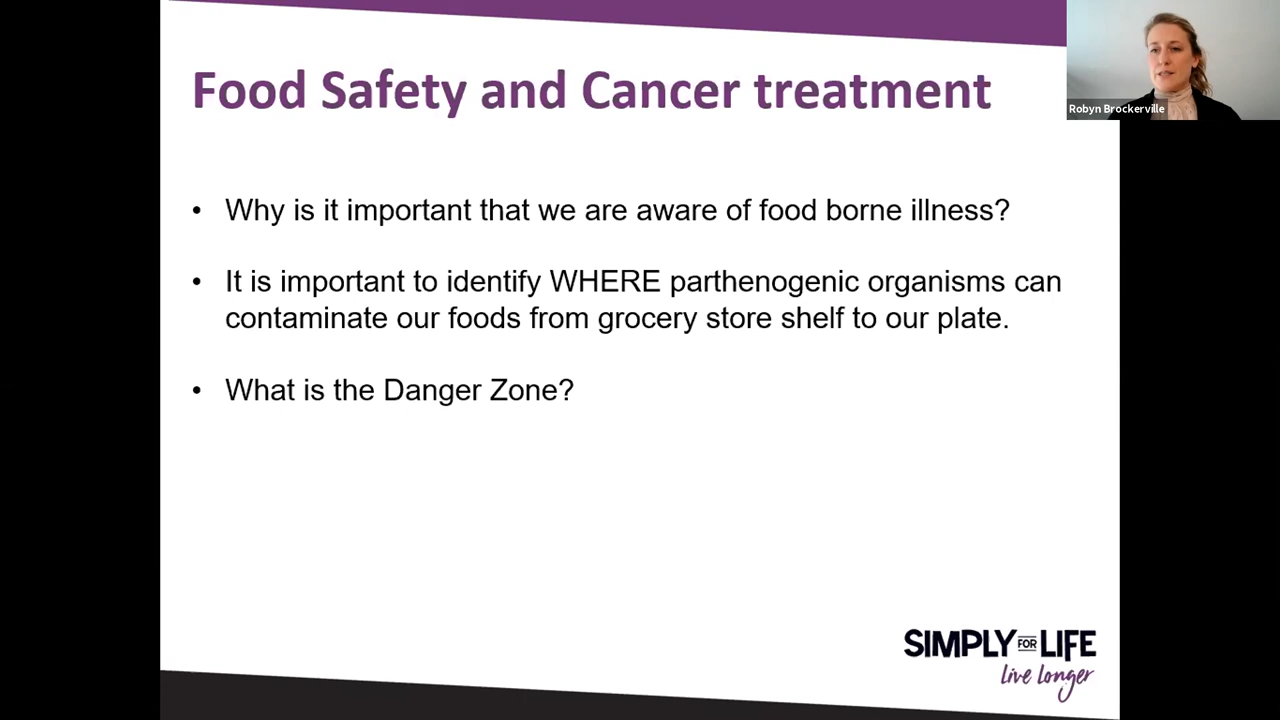 Food Safety and Cancer treatment
Robyn Brockerville
• Why is it important that we are aware of food borne illness?
• It is important to identify WHERE parthenogenic organisms can
contaminate our foods from grocery store shelf to our plate.
• What is the Danger Zone?
SIMPLY FOR LIFE
live longer